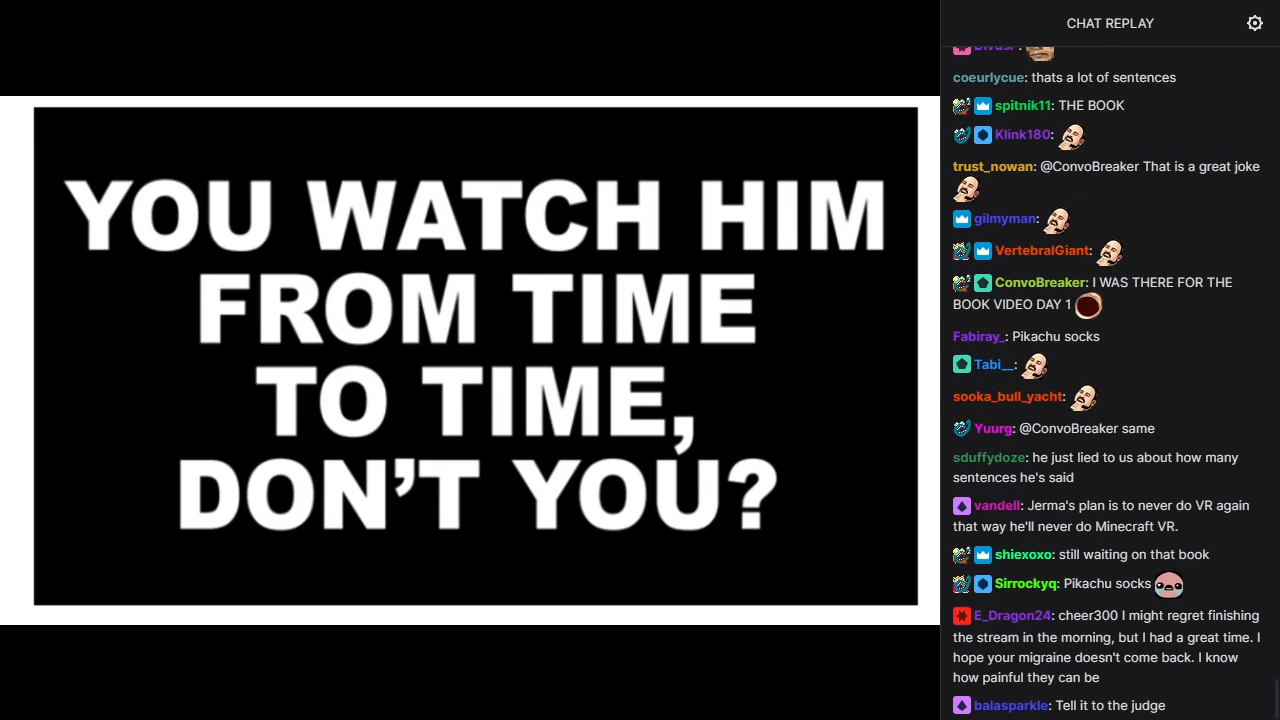 YOU WATCH HIM
FROM TIME
TO TIME,
DON'T YOU?
CHAT REPLAY
coeurlycue: thats a lot of sentences
spitnik11: THE BOOK
Klink180:
trust_nowan: @ConvoBreaker That is a great joke
gilmyman:
VertebralGiant:
ConvoBreaker: I WAS THERE FOR THE
BOOK VIDEO DAY 1
Fabiray_: Pikachu socks
Tabi__:
sooka_bull_yacht:
Yuurg: @ConvoBreaker same
sduffydoze: he just lied to us about how many
sentences he's said
vandell: Jerma's plan is to never do VR again
that way he'll never do Minecraft VR.
shiexoxo: still waiting on that book
Sirrockyq: Pikachu socks
E_Dragon24: cheer300 I might regret finishing
the stream in the morning, but I had a great time. I
hope your migraine doesn't come back. I know
how painful they can be
balasparkle: Tell it to the judge